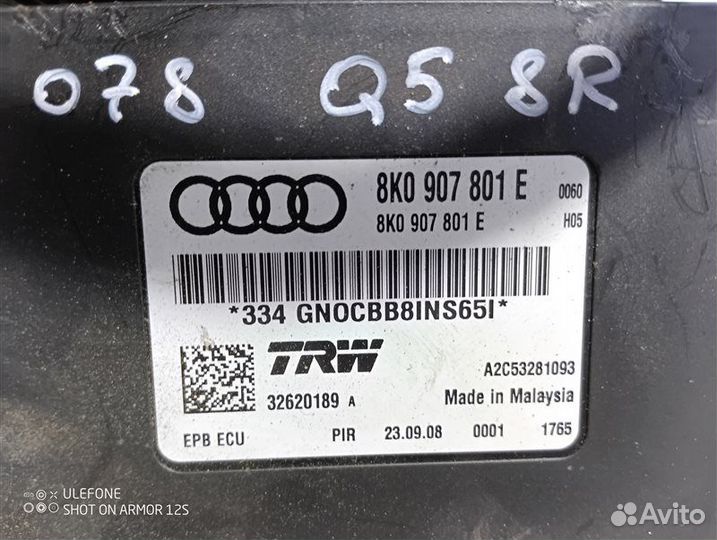 078 Q5 8R
8K0 907 801 E 0060
8K0 907 801 E H05
*334 GNOCBB8INS65I*
TRW A2C53281093
32620189 A Made in Malaysia
EPB ECU PIR 23.09.08 0001 1765
ULEFONE
SHOT ON ARMOR 12S
Avito